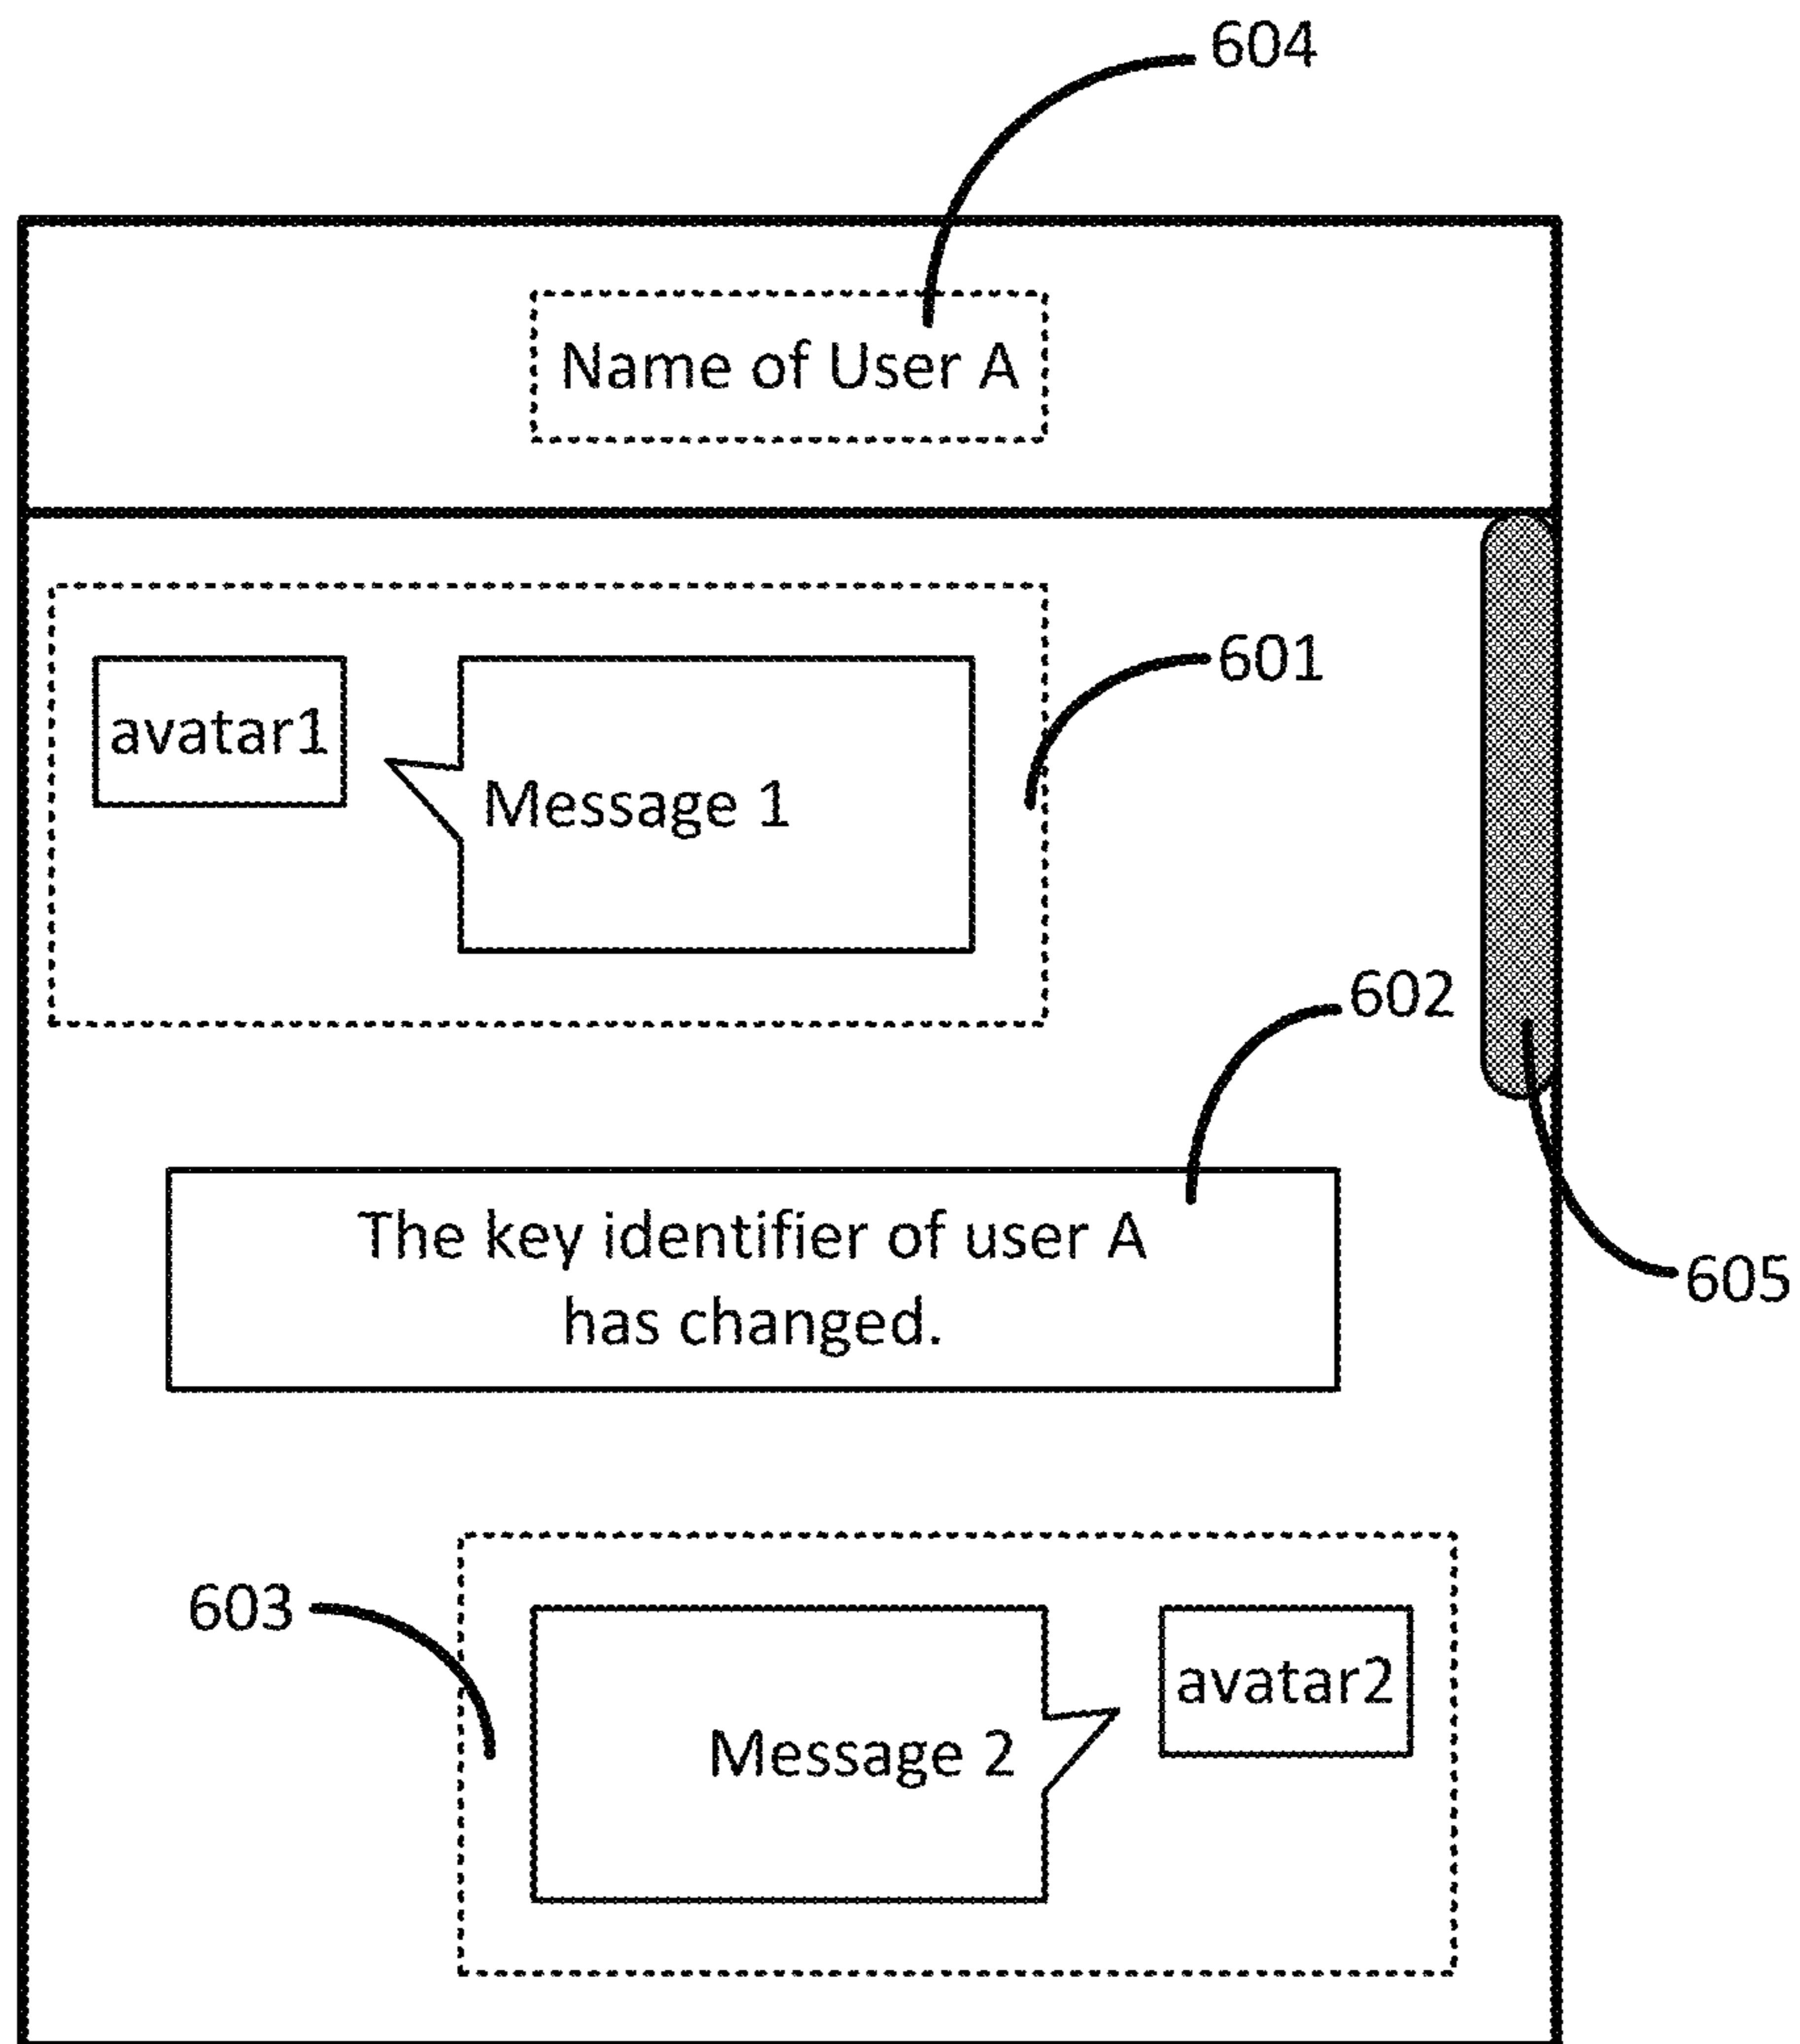 604
Name of User A
601
avatar1
Message 1
602
The key identifier of user A
has changed.
605
603
avatar2
Message 2